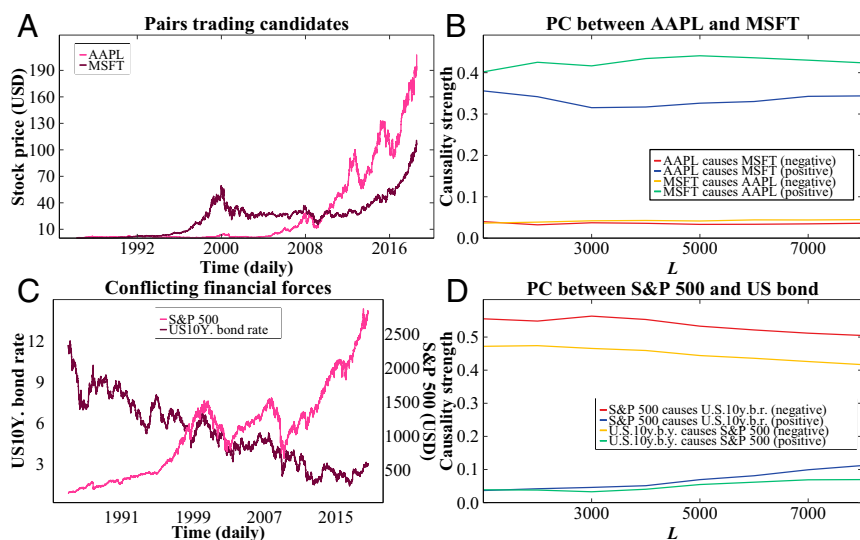 A
Pairs trading candidates
AAPL
MSFT
Stock price (USD)
190
160
130
100
70
40
10
1992
2000
2008
2016
Time (daily)
B
PC between AAPL and MSFT
Causality strength
0.4
0.3
0.2
0.1
0.0
AAPL causes MSFT (negative)
AAPL causes MSFT (positive)
MSFT causes AAPL (negative)
MSFT causes AAPL (positive)
3000
5000
7000
L
C
Conflicting financial forces
S&P 500
US10Y. bond rate
US10Y. bond rate
12
9
6
3
2500
2000
1500
1000
500
S&P 500 (USD)
1991
1999
2007
2015
Time (daily)
D
PC between S&P 500 and US bond
Causality strength
0.5
0.4
0.3
0.2
0.1
0.0
S&P 500 causes U.S.10y.b.r. (negative)
S&P 500 causes U.S.10y.b.r. (positive)
U.S.10y.b.y. causes S&P 500 (negative)
U.S.10y.b.y. causes S&P 500 (positive)
3000
5000
7000
L